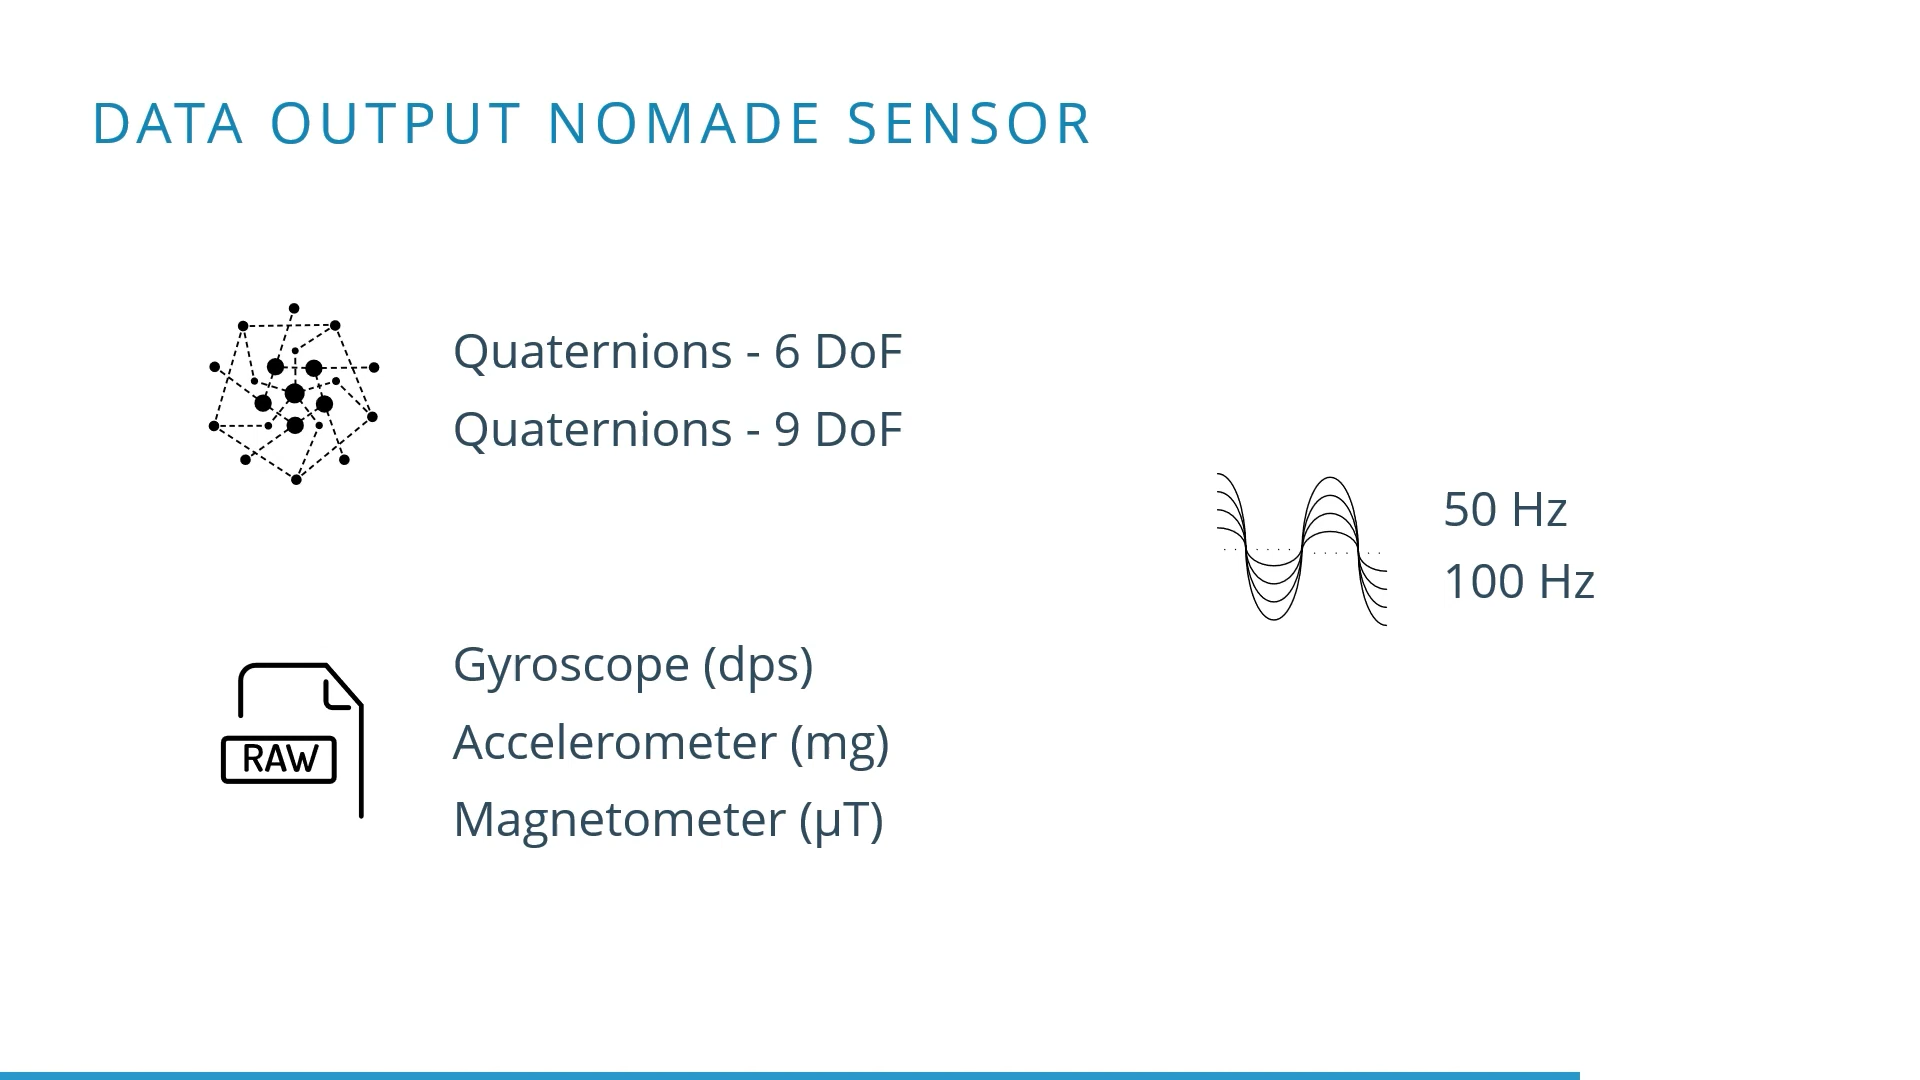 DATA OUTPUT NOMADE SENSOR
Quaternions - 6 DoF
Quaternions - 9 DoF
50 Hz
100 Hz
Gyroscope (dps)
Accelerometer (mg)
Magnetometer (µT)
RAW